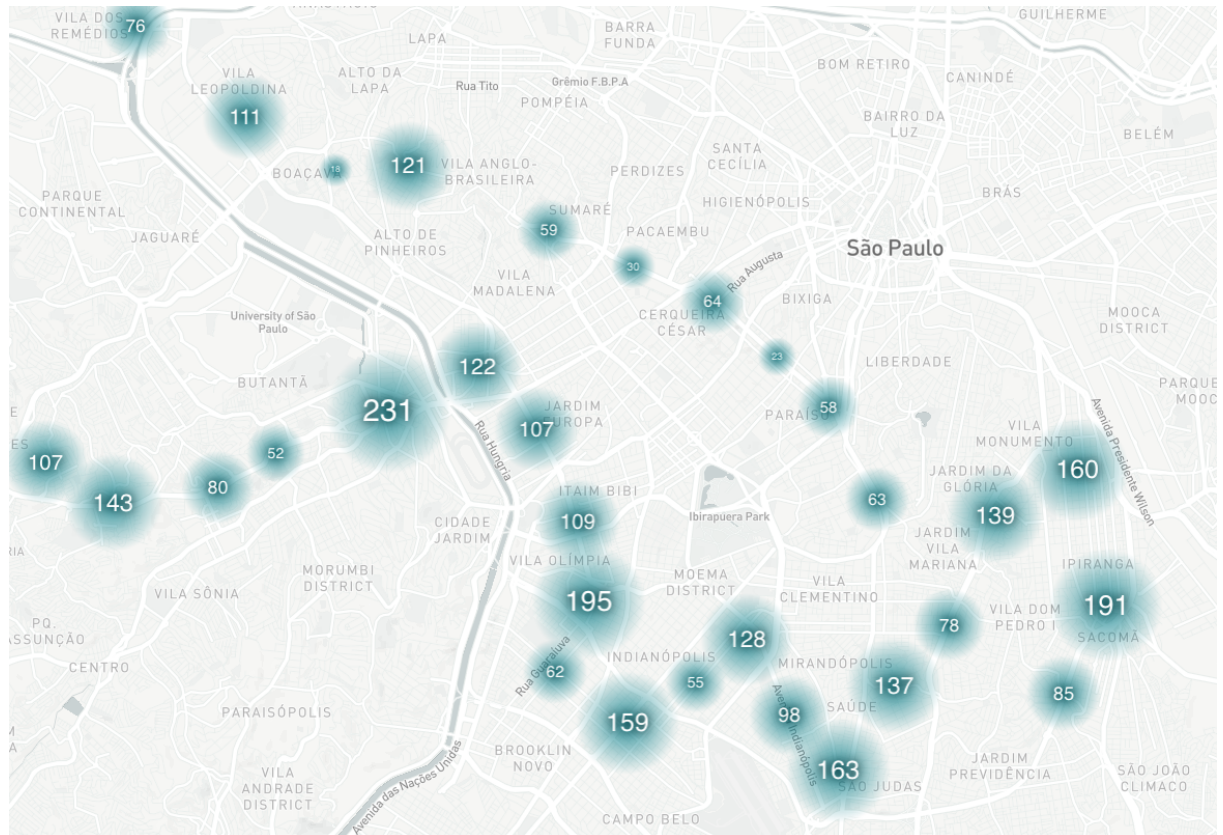 ANASTÁCIO
VILA DOS
REMÉDIOS
76
GUILHERME
LAPA
BARRA
FUNDA
BOM RETIRO
CANINDÉ
VILA
LEOPOLDINA
ALTO DA
LAPA
Rua Tito
Grêmio F.B.P.A
POMPÉIA
111
BAIRRO DA
LUZ
BELÉM
SANTA
CECÍLIA
BOAÇAVA
121
VILA ANGLO-
BRASILEIRA
PERDIZES
PARQUE
CONTINENTAL
HIGIENÓPOLIS
BRÁS
JAGUARÉ
ALTO DE
PINHEIROS
SUMARÉ
59
PACAEMBU
São Paulo
30
VILA
MADALENA
Rua Augusta
64
BIXIGA
CERQUEIRA
CÉSAR
MOOCA
DISTRICT
University of São
Paulo
23
LIBERDADE
122
BUTANTÃ
231
JARDIM
EUROPA
107
PARAÍSO
58
PARQUE
MOOC
ES
107
52
Rua Hungria
VILA
MONUMENTO
Avenida Presidente Wilson
160
143
80
ITAIM BIBI
109
Ibirapuera Park
63
JARDIM DA
GLÓRIA
139
CIDADE
JARDIM
JARDIM
VILA
MARIANA
RIA
VILA OLÍMPIA
MORUMBI
DISTRICT
MOEMA
DISTRICT
VILA
CLEMENTINO
IPIRANGA
VILA SÔNIA
195
191
VILA DOM
PEDRO I
SACOMÃ
PQ.
ASSUNÇÃO
78
128
CENTRO
Rua Guararaluva
62
INDIANÓPOLIS
55
MIRANDÓPOLIS
137
85
PARAISÓPOLIS
159
98
Avenida Indianópolis
SAÚDE
BROOKLIN
NOVO
163
JARDIM
PREVIDÊNCIA
SÃO JOÃO
CLIMACO
VILA
ANDRADE
DISTRICT
Avenida das Nações Unidas
SÃO JUDAS
CAMPO BELO